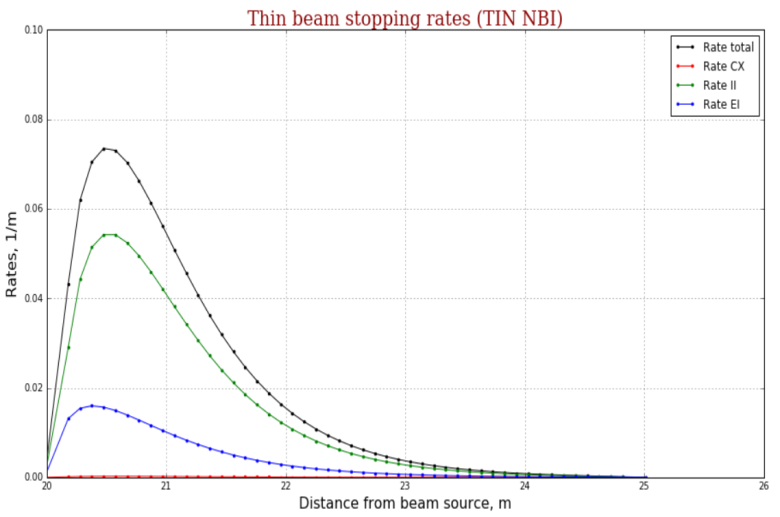 Thin beam stopping rates (TIN NBI)
0.10
0.08
0.06
0.04
0.02
0.00
Rates, 1/m
Rate total
Rate CX
Rate II
Rate EI
20
21
22
23
24
25
26
Distance from beam source, m